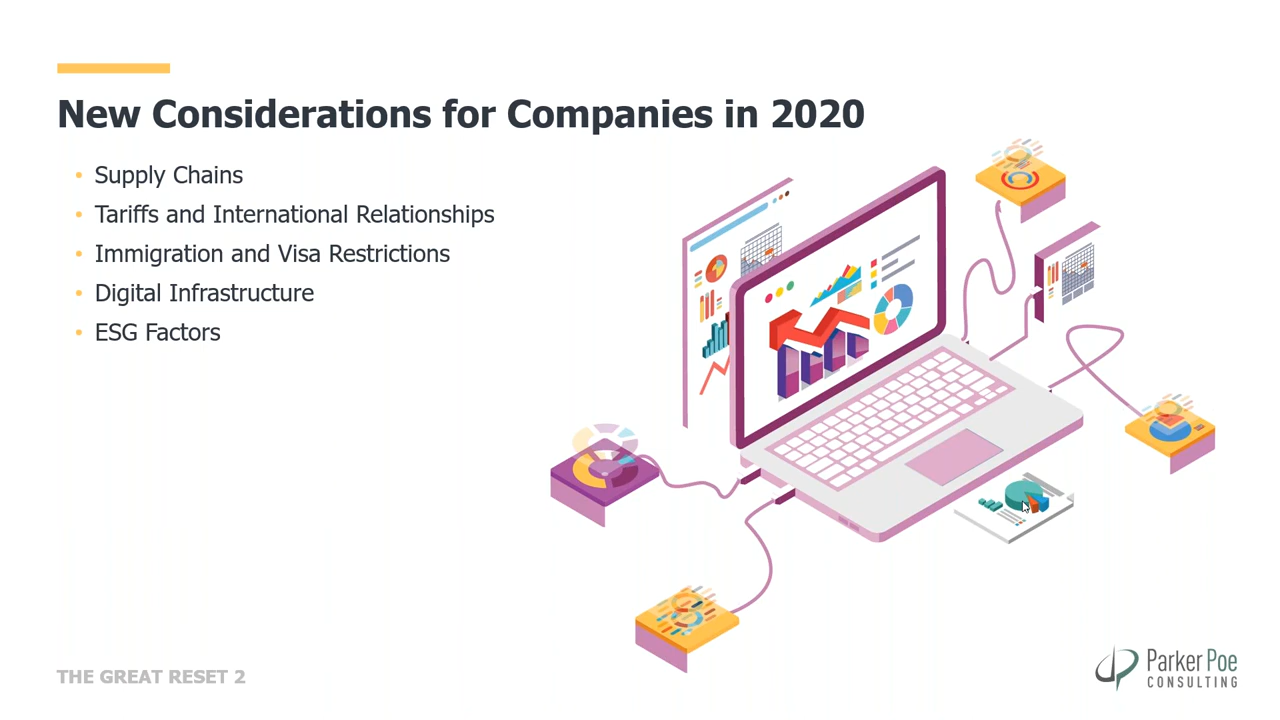 New Considerations for Companies in 2020
• Supply Chains
• Tariffs and International Relationships
• Immigration and Visa Restrictions
• Digital Infrastructure
• ESG Factors
THE GREAT RESET 2
Parker Poe
CONSULTING